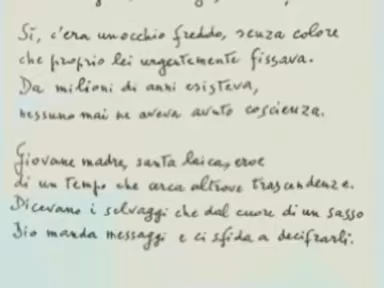 Sì, c'era un occhio freddo, senza colore
che proprio lei urgentemente fissava.
Da milioni di anni esisteva,
nessuno mai ne aveva avuto coscienza.
Giovane madre, santa laica, eroe
di un tempo che cerca altrove trascendenze.
Dicevano i selvaggi che dal cuore di un sasso
Dio manda messaggi e ci sfida a decifrarli.